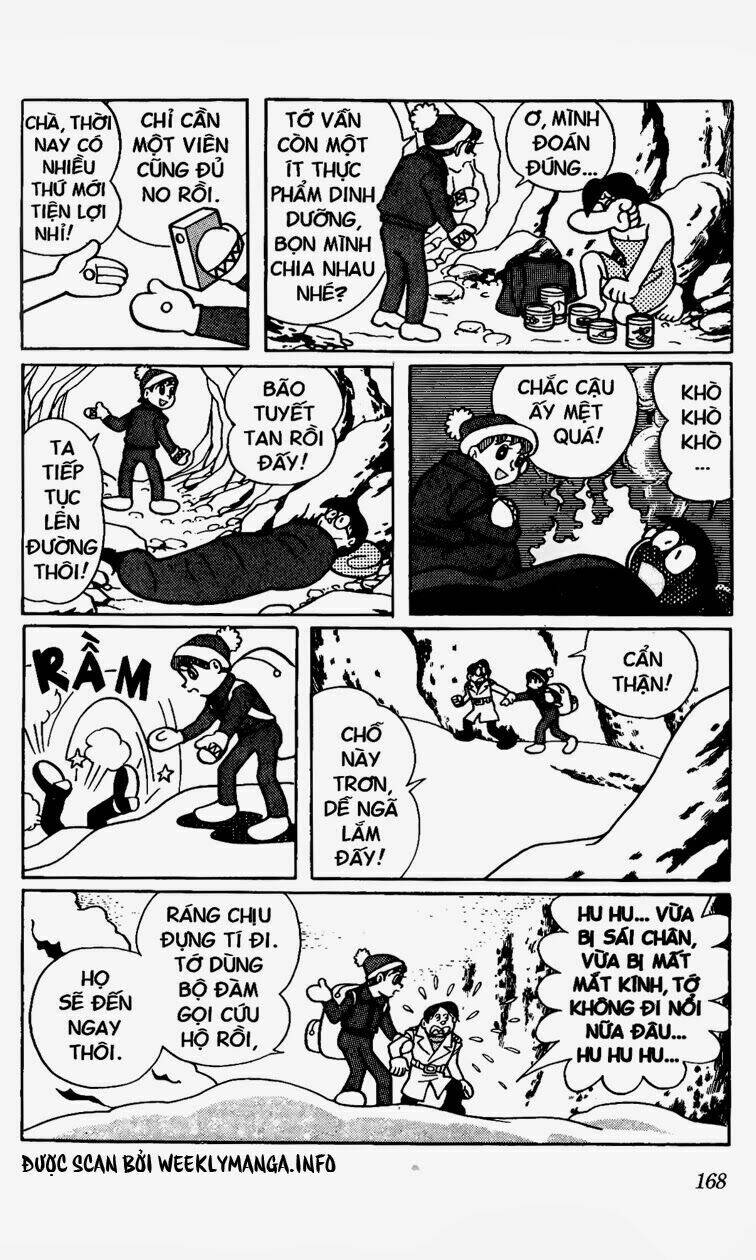 CHỈ CẦN
MỘT VIÊN
CŨNG ĐỦ
NO RỒI.
CHÀ, THỜI
NAY CÓ
NHIỀU
THỨ MỚI
TIỆN LỢI
NHỈ!
TỚ VẪN
CÒN MỘT
ÍT THỰC
PHẨM DINH
DƯỠNG,
BỌN MÌNH
CHIA NHAU
NHÉ?
Ơ, MÌNH
ĐOÁN
ĐÚNG...
BÃO
TUYẾT
TAN RỒI
ĐẤY!
TA
TIẾP
TỤC
LÊN
ĐƯỜNG
THÔI!
CHẮC CẬU
ẤY MỆT
QUÁ!
KHÒ
KHÒ
KHÒ
...
RẦM
CẨN
THẬN!
CHỖ
NÀY
TRƠN,
DỄ NGÃ
LẮM
ĐẤY!
RÁNG CHỊU
ĐỰNG TÍ ĐI.
TỚ DÙNG
BỘ ĐÀM
GỌI CỨU
HỘ RỒI,
HỌ
SẼ ĐẾN
NGAY
THÔI.
HU HU... VỪA
BỊ SÁI CHÂN,
VỪA BỊ MẤT
MẮT KÍNH, TỚ
KHÔNG ĐI NỔI
NỮA ĐÂU...
HU HU HU...
ĐƯỢC SCAN BỞI WEEKLYMANGA.INFO
168